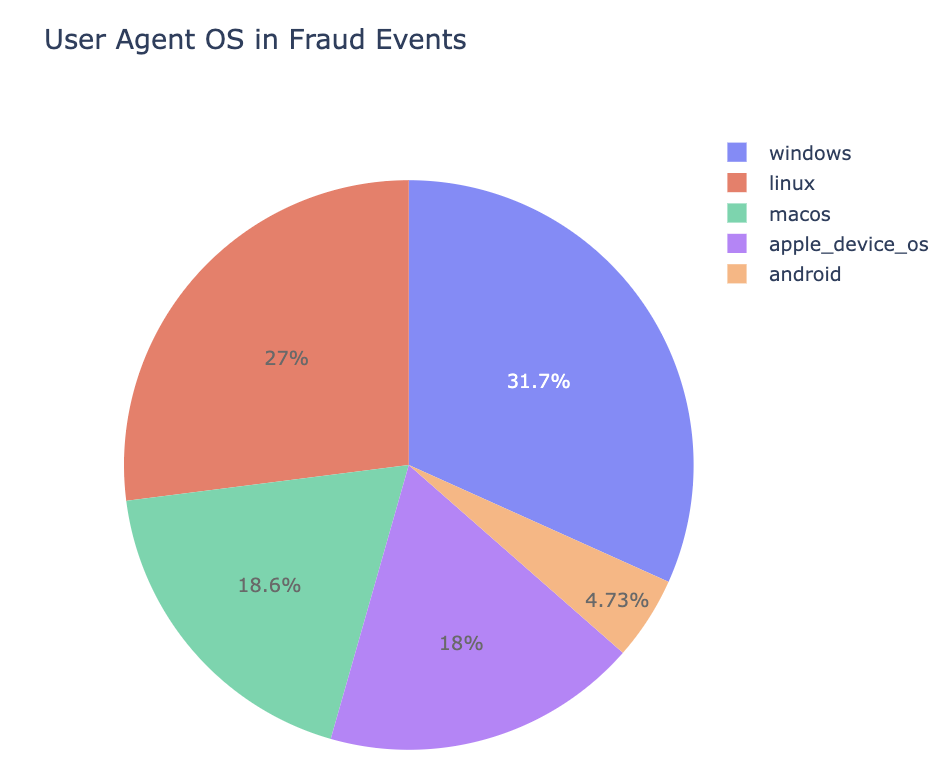 User Agent OS in Fraud Events
windows
linux
macos
apple_device_os
android
27%
31.7%
18.6%
4.73%
18%